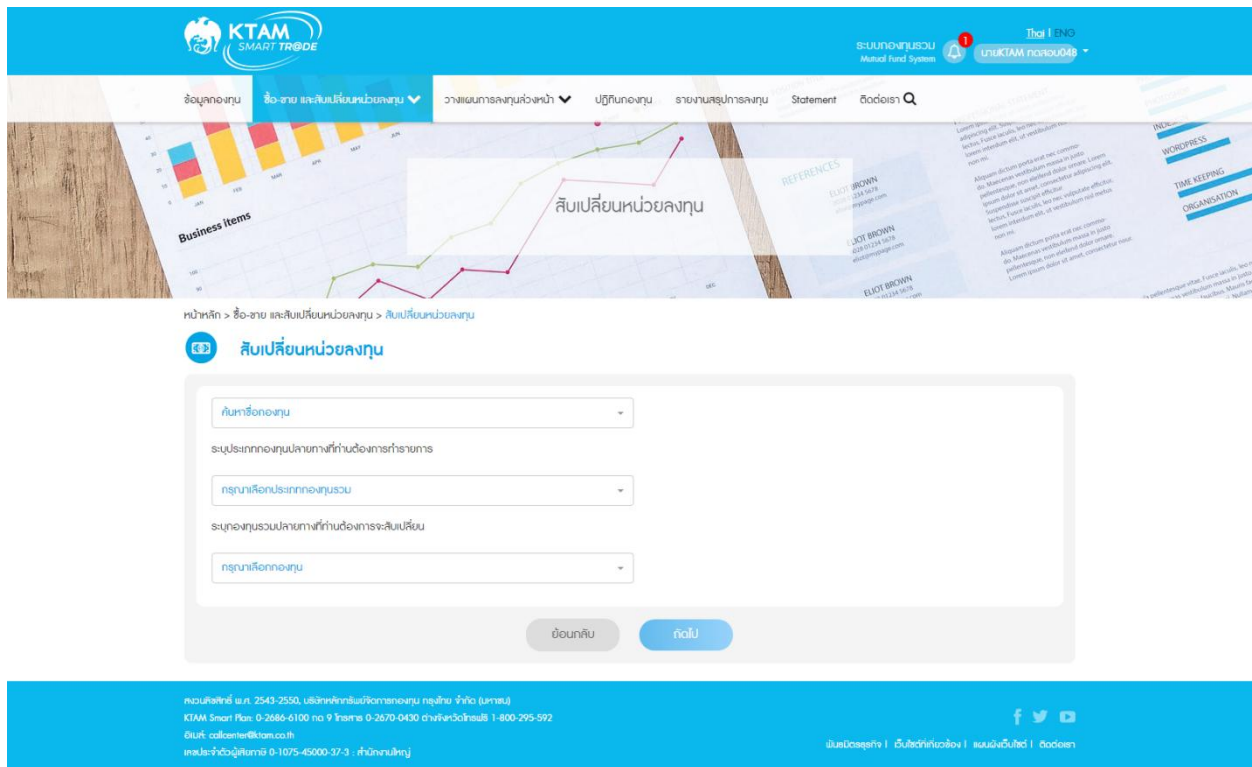 KTAM
SMART TR@DE
Thai | ENG
ระบบกองทุนรวม
Mutual Fund System
1
นายKTAM ทดสอบ048
ข้อมูลกองทุน
ซื้อ-ขาย และสับเปลี่ยนหน่วยลงทุน
วางแผนการลงทุนล่วงหน้า
ปฏิทินกองทุน
รายงานสรุปการลงทุน
Statement
ติดต่อเรา
Business items
REFERENCES
ELIOT BROWN
WORDPRESS
TIME KEEPING
ORGANISATION
สับเปลี่ยนหน่วยลงทุน
หน้าหลัก > ซื้อ-ขาย และสับเปลี่ยนหน่วยลงทุน > สับเปลี่ยนหน่วยลงทุน
สับเปลี่ยนหน่วยลงทุน
ค้นหาชื่อกองทุน
ระบุประเภทกองทุนปลายทางที่ท่านต้องการทำรายการ
กรุณาเลือกประเภทกองทุนรวม
ระบุกองทุนรวมปลายทางที่ท่านต้องการจะสับเปลี่ยน
กรุณาเลือกกองทุน
ย้อนกลับ
ถัดไป
สงวนลิขสิทธิ์ พ.ศ. 2543-2550, บริษัทหลักทรัพย์จัดการกองทุน กรุงไทย จำกัด (มหาชน)
KTAM Smart Plan: 0-2686-6100 กด 9 โทรสาร 0-2670-0430 ต่างจังหวัดโทรฟรี 1-800-295-592
อีเมล์: callcenter@ktam.co.th
เลขประจำตัวผู้เสียภาษี 0-1075-45000-37-3 : สำนักงานใหญ่
พันธมิตรธุรกิจ | เว็บไซต์ที่เกี่ยวข้อง | แผนผังเว็บไซต์ | ติดต่อเรา